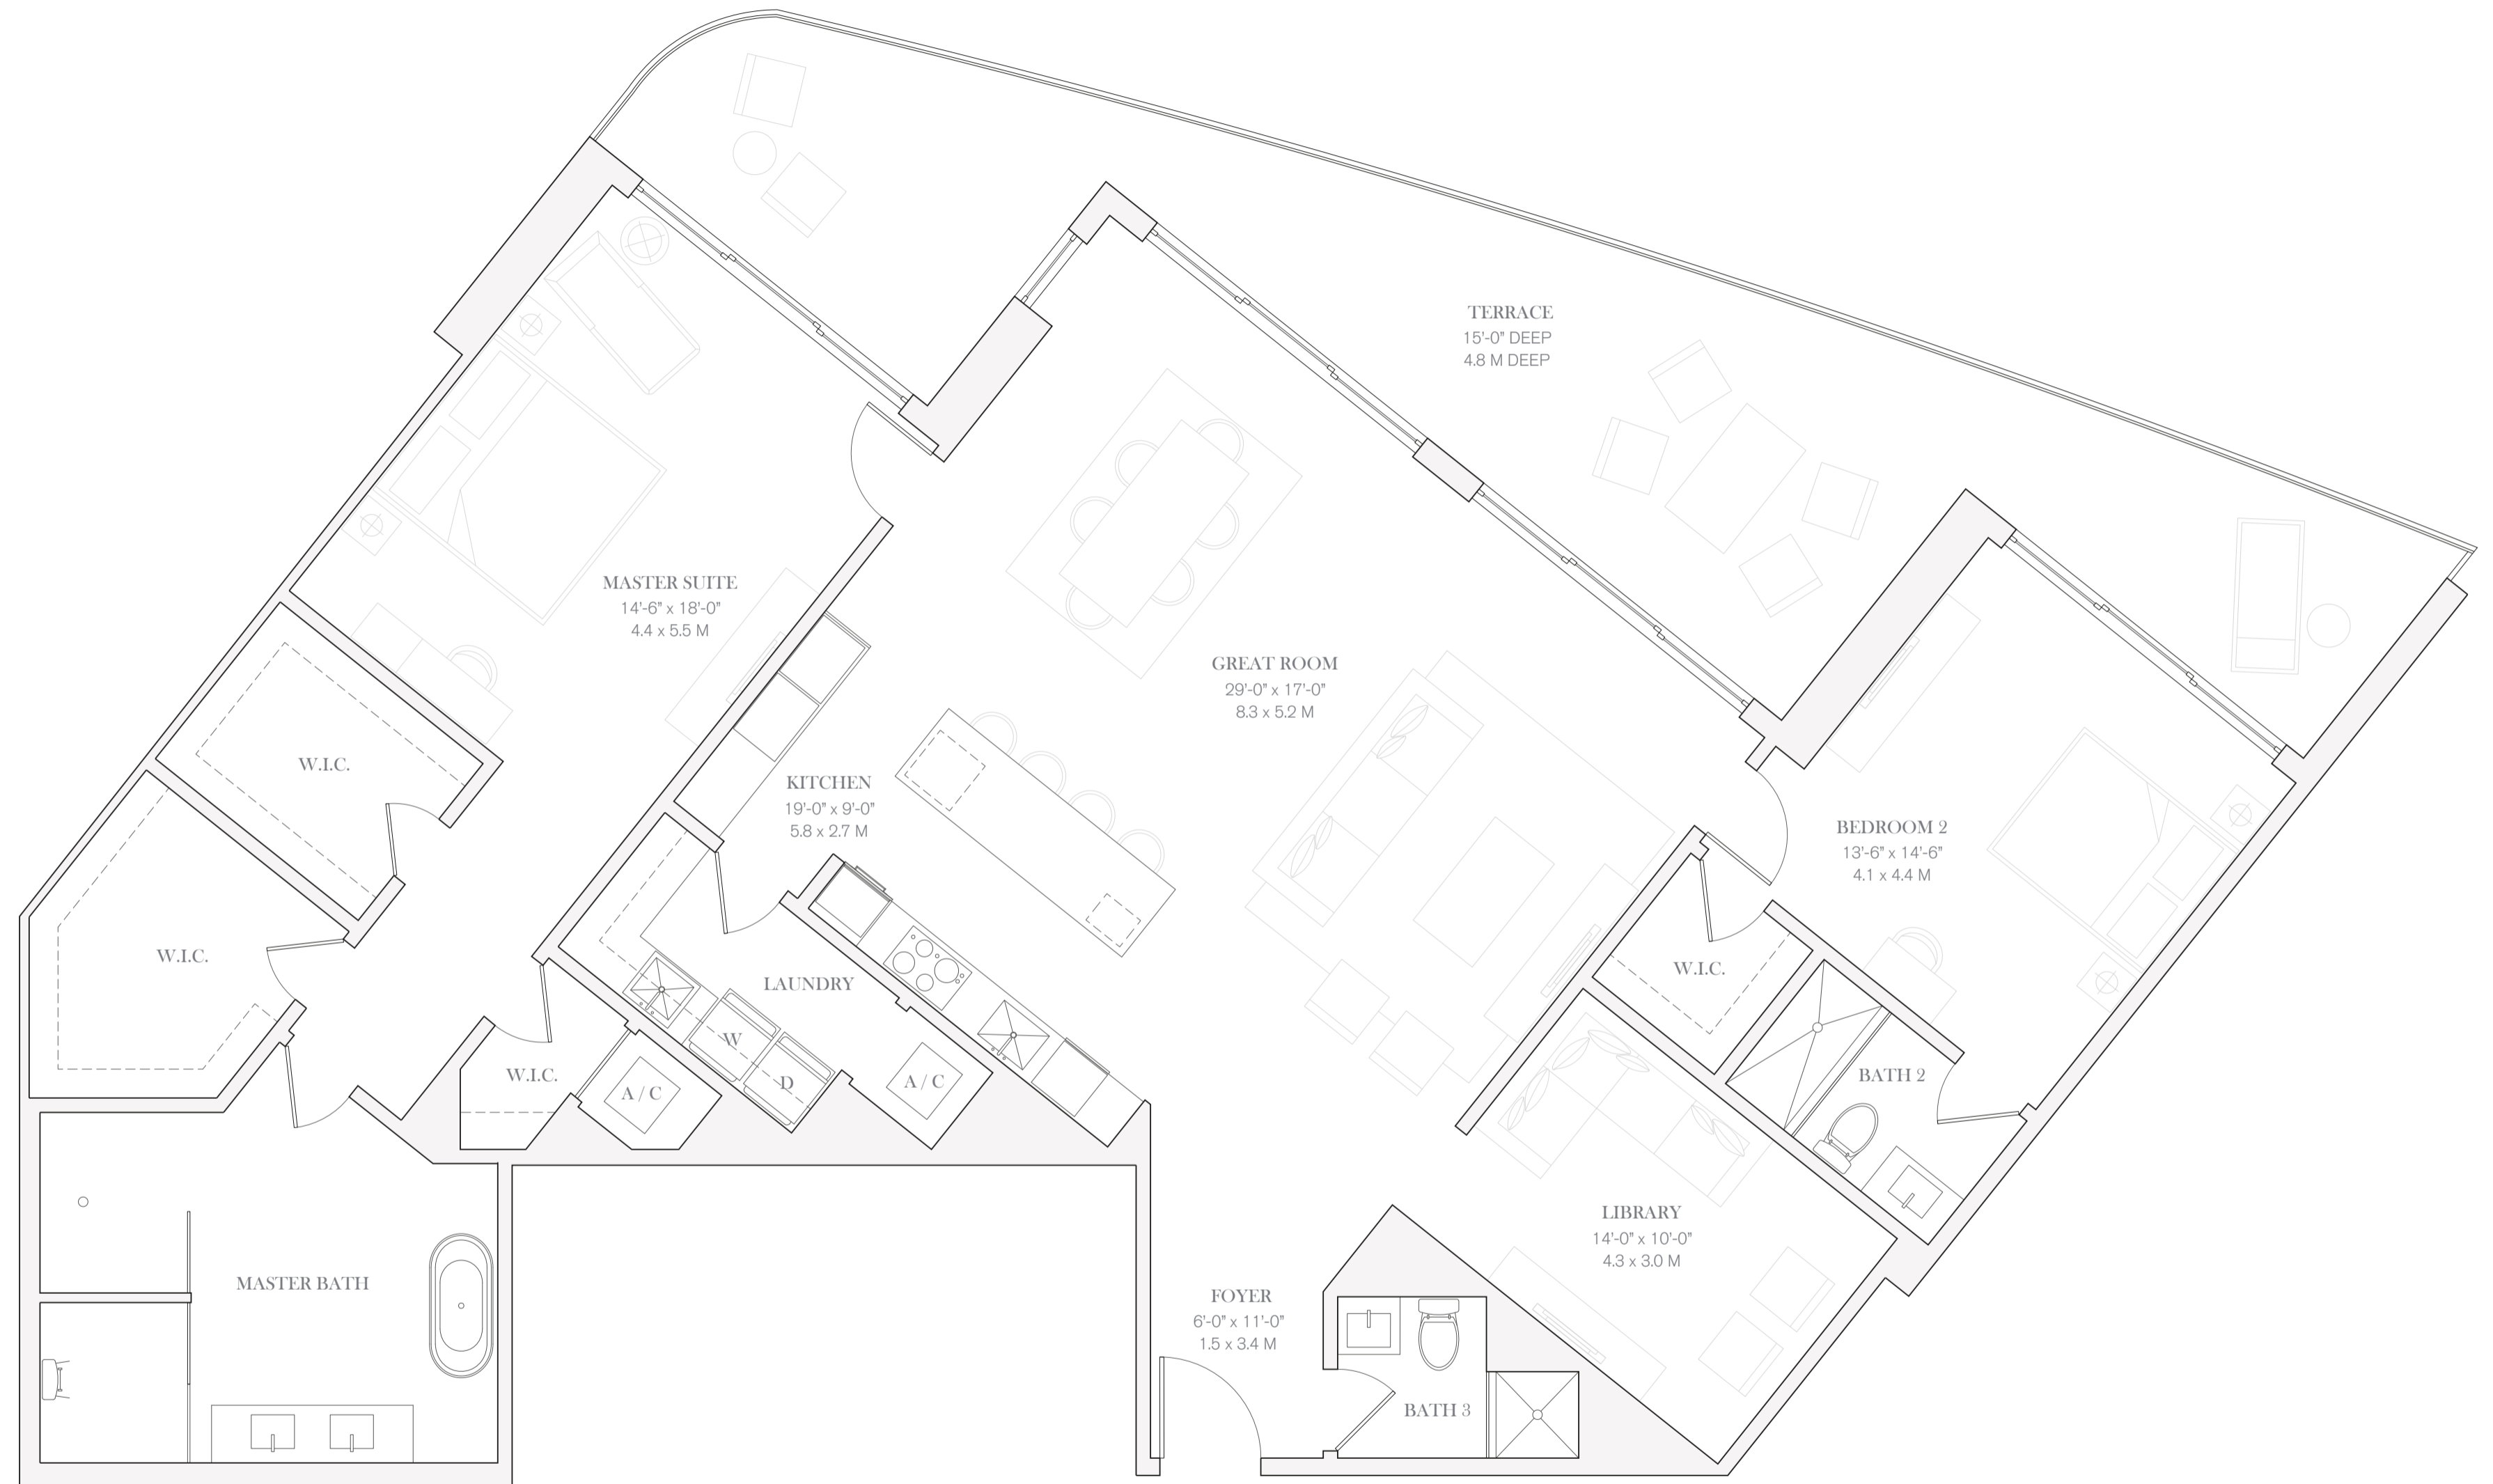 TERRACE
15'-0" DEEP
4.8 M DEEP
MASTER SUITE
14'-6" x 18'-0"
4.4 x 5.5 M
GREAT ROOM
29'-0" x 17'-0"
8.3 x 5.2 M
W.I.C.
KITCHEN
19'-0" x 9'-0"
5.8 x 2.7 M
BEDROOM 2
13'-6" x 14'-6"
4.1 x 4.4 M
W.I.C.
LAUNDRY
W.I.C.
W
D
W.I.C.
A / C
A / C
BATH 2
LIBRARY
14'-0" x 10'-0"
4.3 x 3.0 M
MASTER BATH
FOYER
6'-0" x 11'-0"
1.5 x 3.4 M
BATH 3